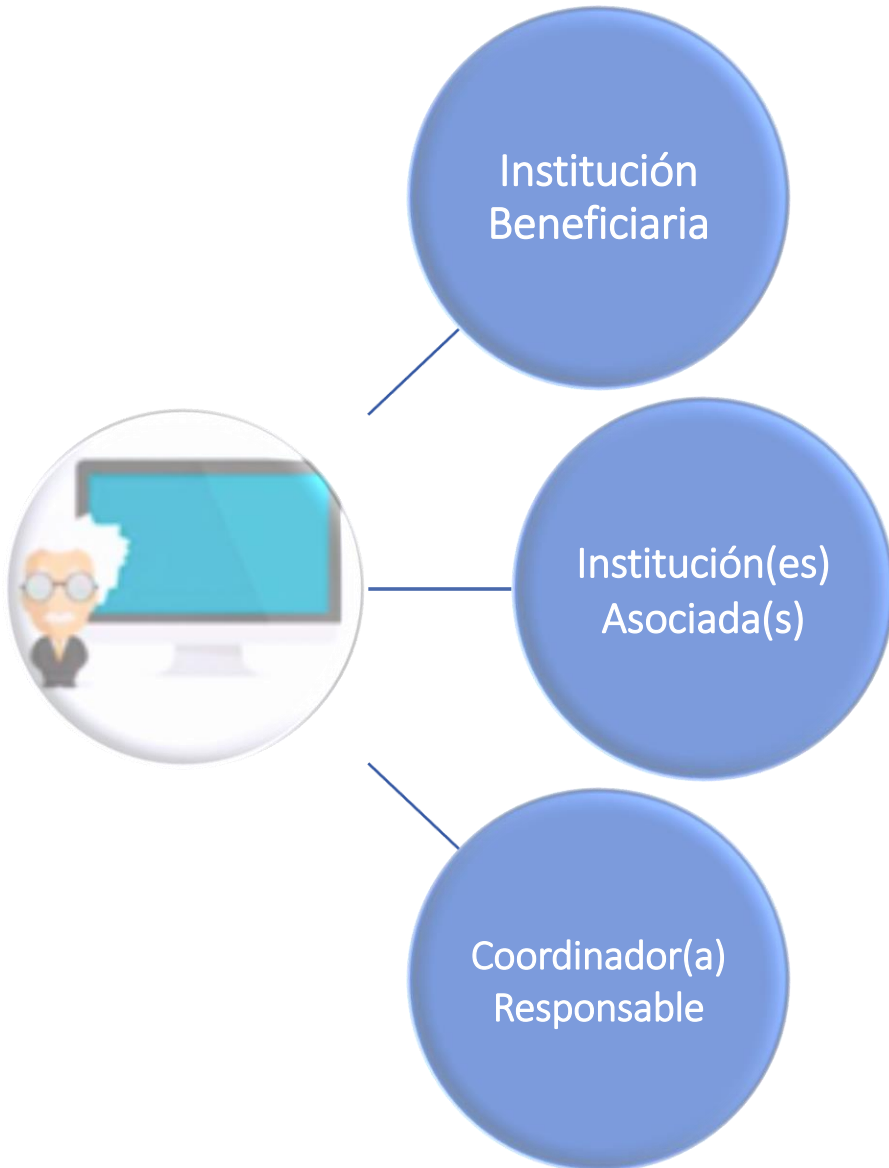 Institución
Beneficiaria
Institución(es)
Asociada(s)
Coordinador(a)
Responsable